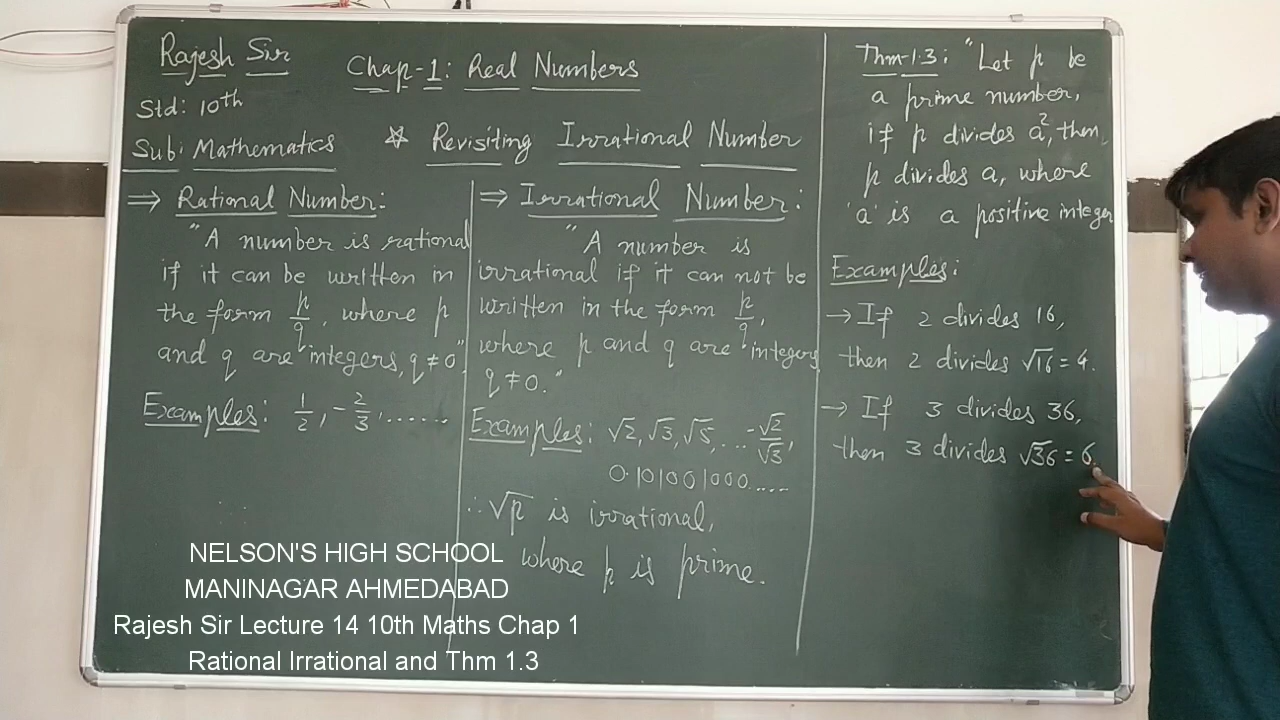 Rajesh Sir
Chap-1: Real Numbers
Std: 10th
Sub: Mathematics
☆ Revisiting Irrational Number
⇒ Rational Number:
"A number is rational
if it can be written in
the form p/q, where p
and q are integers, q ≠ 0"
Examples: 1/2, -2/3, ......
⇒ Irrational Number:
"A number is
irrational if it can not be
written in the form p/q,
where p and q are integers
q ≠ 0."
Examples: √2, √3, √5, ... -√2/√3,
0.101001000.....
∴ √p is irrational,
where p is prime.
Thm-1.3: "Let p be
a prime number,
if p divides a², then
p divides a, where
'a' is a positive integer
Examples:
→ If 2 divides 16,
then 2 divides √16 = 4.
→ If 3 divides 36,
then 3 divides √36 = 6.
NELSON'S HIGH SCHOOL
MANINAGAR AHMEDABAD
Rajesh Sir Lecture 14 10th Maths Chap 1
Rational Irrational and Thm 1.3